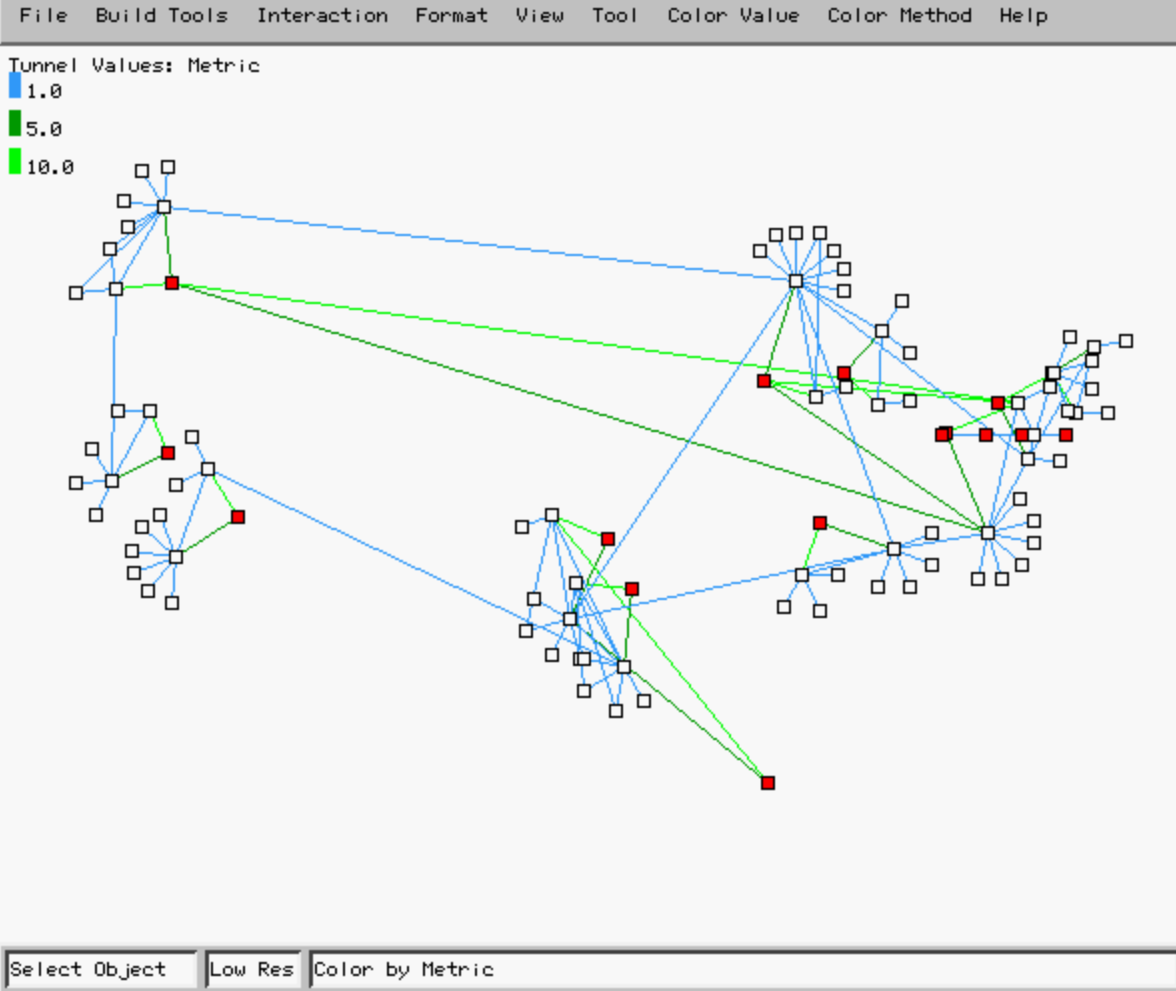 File Build Tools Interaction Format View Tool Color Value Color Method Help
Tunnel Values: Metric
1.0
5.0
10.0
Select Object Low Res Color by Metric